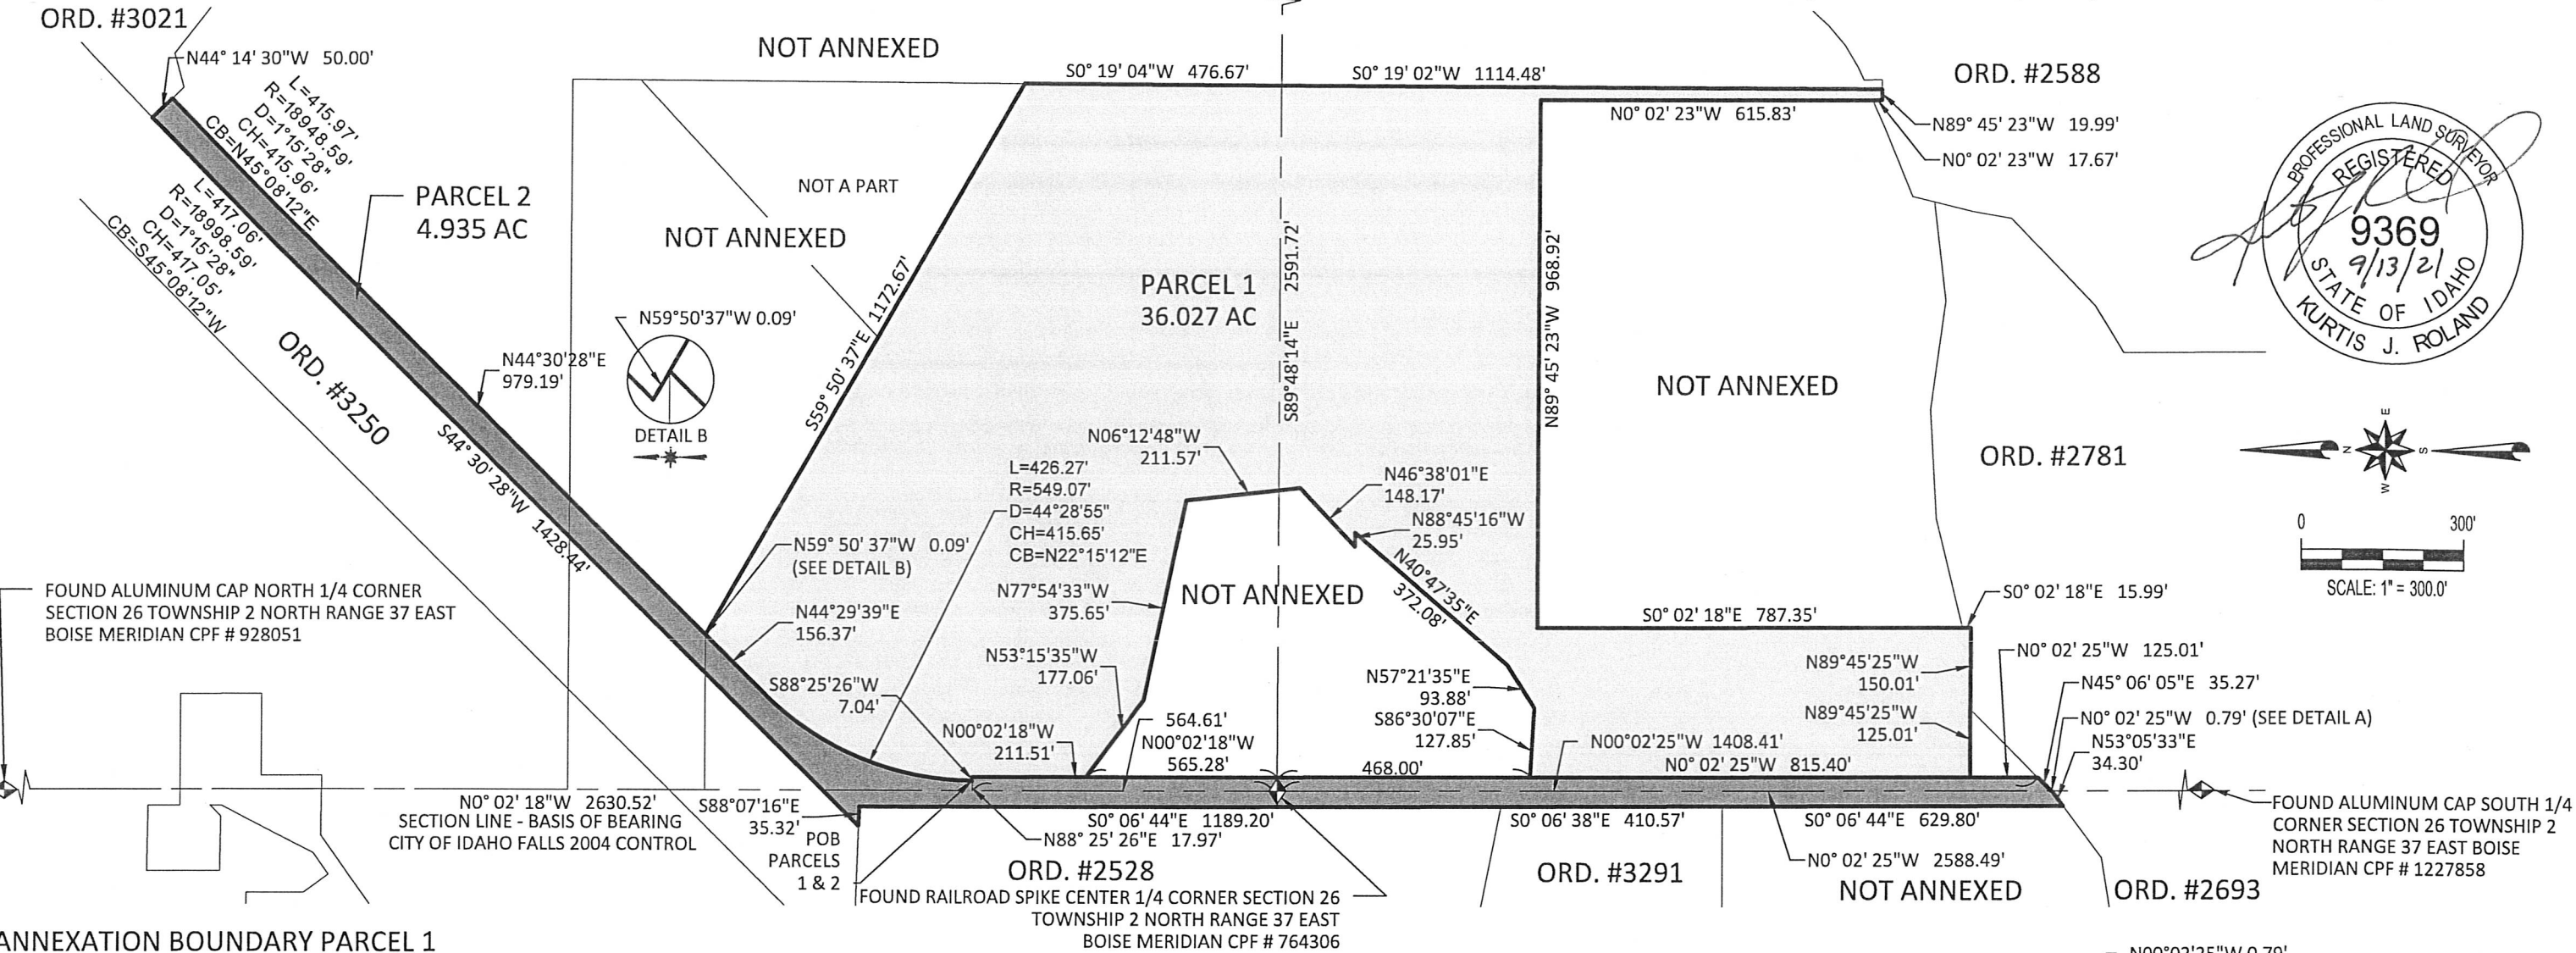 ORD. #3021
N44° 14' 30"W 50.00'
L=415.97'
R=18948.59'
D=1°15'28"
CH=415.96'
CB=N45°08'12"E
L=417.06'
R=18998.59'
D=1°15'28"
CH=417.05'
CB=S45°08'12"W
PARCEL 2
4.935 AC
ORD. #3250
N44°30'28"E
979.19'
S44° 30' 28"W 1428.44'
NOT ANNEXED
NOT A PART
NOT ANNEXED
N59°50'37"W 0.09'
DETAIL B
S59° 50' 37"E 1172.67'
S0° 19' 04"W 476.67'
S0° 19' 02"W 1114.48'
ORD. #2588
N0° 02' 23"W 615.83'
N89° 45' 23"W 19.99'
N0° 02' 23"W 17.67'
PARCEL 1
36.027 AC
S89°48'14"E 2591.72'
N89° 45' 23"W 968.92'
NOT ANNEXED
PROFESSIONAL LAND SURVEYOR
REGISTERED
9369
9/13/21
STATE OF IDAHO
KURTIS J. ROLAND
ORD. #2781
N
E
S
W
0 300'
SCALE: 1" = 300.0'
N06°12'48"W
211.57'
L=426.27'
R=549.07'
D=44°28'55"
CH=415.65'
CB=N22°15'12"E
N46°38'01"E
148.17'
N88°45'16"W
25.95'
N40°47'35"E
372.08'
N59° 50' 37"W 0.09'
(SEE DETAIL B)
N44°29'39"E
156.37'
N77°54'33"W
375.65'
NOT ANNEXED
N53°15'35"W
177.06'
S88°25'26"W
7.04'
N00°02'18"W
211.51'
564.61'
N00°02'18"W
565.28'
N57°21'35"E
93.88'
S86°30'07"E
127.85'
468.00'
S0° 02' 18"E 787.35'
S0° 02' 18"E 15.99'
N89°45'25"W
150.01'
N89°45'25"W
125.01'
N0° 02' 25"W 125.01'
N45° 06' 05"E 35.27'
N0° 02' 25"W 0.79' (SEE DETAIL A)
N53°05'33"E
34.30'
N00°02'25"W 1408.41'
N0° 02' 25"W 815.40'
FOUND ALUMINUM CAP NORTH 1/4 CORNER
SECTION 26 TOWNSHIP 2 NORTH RANGE 37 EAST
BOISE MERIDIAN CPF # 928051
N0° 02' 18"W 2630.52'
SECTION LINE - BASIS OF BEARING
CITY OF IDAHO FALLS 2004 CONTROL
S88°07'16"E
35.32'
POB
PARCELS
1 & 2
S0° 06' 44"E 1189.20'
N88° 25' 26"E 17.97'
ORD. #2528
FOUND RAILROAD SPIKE CENTER 1/4 CORNER SECTION 26
TOWNSHIP 2 NORTH RANGE 37 EAST
BOISE MERIDIAN CPF # 764306
S0° 06' 38"E 410.57'
S0° 06' 44"E 629.80'
ORD. #3291
N0° 02' 25"W 2588.49'
NOT ANNEXED
ORD. #2693
FOUND ALUMINUM CAP SOUTH 1/4
CORNER SECTION 26 TOWNSHIP 2
NORTH RANGE 37 EAST BOISE
MERIDIAN CPF # 1227858
ANNEXATION BOUNDARY PARCEL 1
N00°02'25"W 0.79'